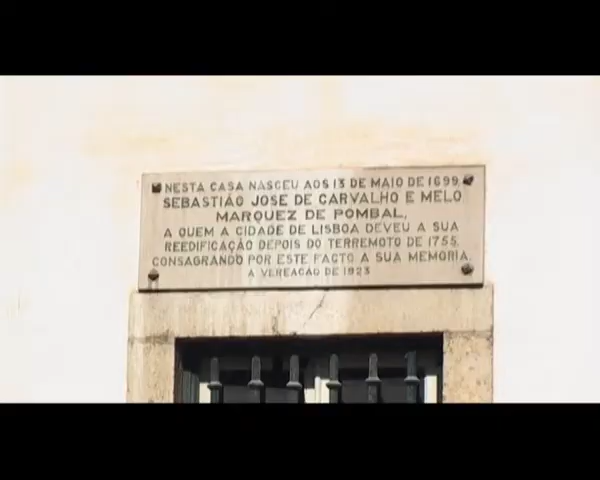 NESTA CASA NASCEU AOS 13 DE MAIO DE 1699
SEBASTIÃO JOSE DE CARVALHO E MELO
MARQUEZ DE POMBAL,
A QUEM A CIDADE DE LISBOA DEVEU A SUA
REEDIFICAÇÃO DEPOIS DO TERREMOTO DE 1755,
CONSAGRANDO POR ESTE FACTO A SUA MEMORIA,
A VEREAÇÃO DE 1923